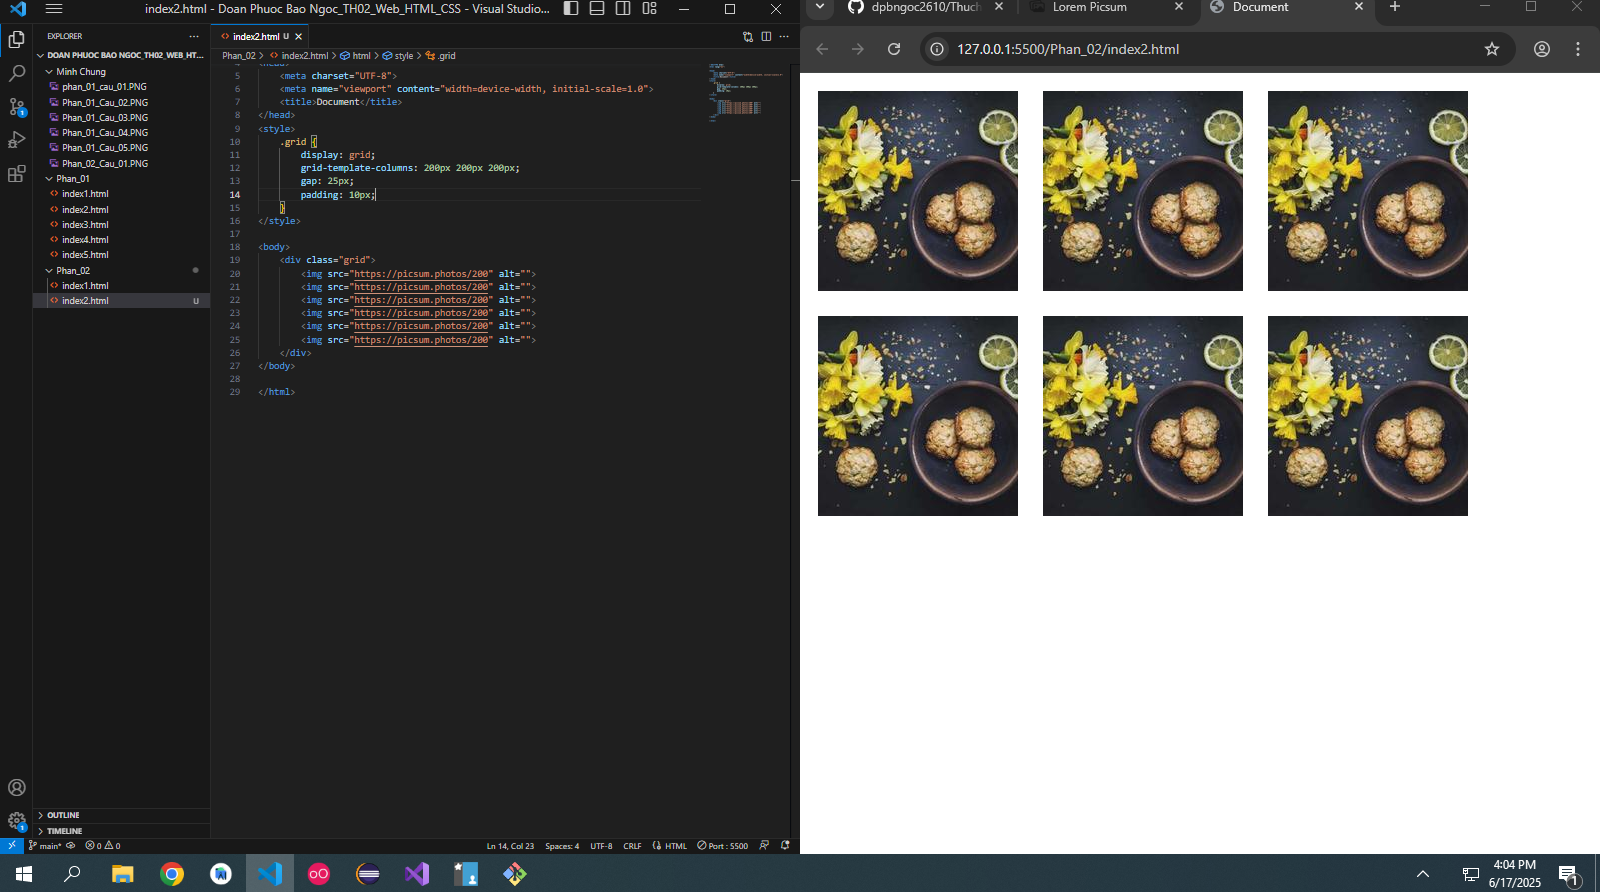 index2.html - Doan Phuoc Bao Ngoc_TH02_Web_HTML_CSS - Visual Studio...
EXPLORER
DOAN PHUOC BAO NGOC_TH02_WEB_HT...
Minh Chung
phan_01_cau_01.PNG
Phan_01_Cau_02.PNG
Phan_01_Cau_03.PNG
Phan_01_Cau_04.PNG
Phan_01_Cau_05.PNG
Phan_02_Cau_01.PNG
Phan_01
index1.html
index2.html
index3.html
index4.html
index5.html
Phan_02
index1.html
index2.html U
OUTLINE
TIMELINE
index2.html U
Phan_02 > index2.html > html > style > .grid
4 <head>
5 <meta charset="UTF-8">
6 <meta name="viewport" content="width=device-width, initial-scale=1.0">
7 <title>Document</title>
8 </head>
9 <style>
10 .grid {
11 display: grid;
12 grid-template-columns: 200px 200px 200px;
13 gap: 25px;
14 padding: 10px;
15 }
16 </style>
17
18 <body>
19 <div class="grid">
20 <img src="https://picsum.photos/200" alt="">
21 <img src="https://picsum.photos/200" alt="">
22 <img src="https://picsum.photos/200" alt="">
23 <img src="https://picsum.photos/200" alt="">
24 <img src="https://picsum.photos/200" alt="">
25 <img src="https://picsum.photos/200" alt="">
26 </div>
27 </body>
28
29 </html>
main* 0 0
Ln 14, Col 23 Spaces: 4 UTF-8 CRLF HTML Port : 5500
dpbngoc2610/Thuch
Lorem Picsum
Document
127.0.0.1:5500/Phan_02/index2.html
4:04 PM
6/17/2025
1